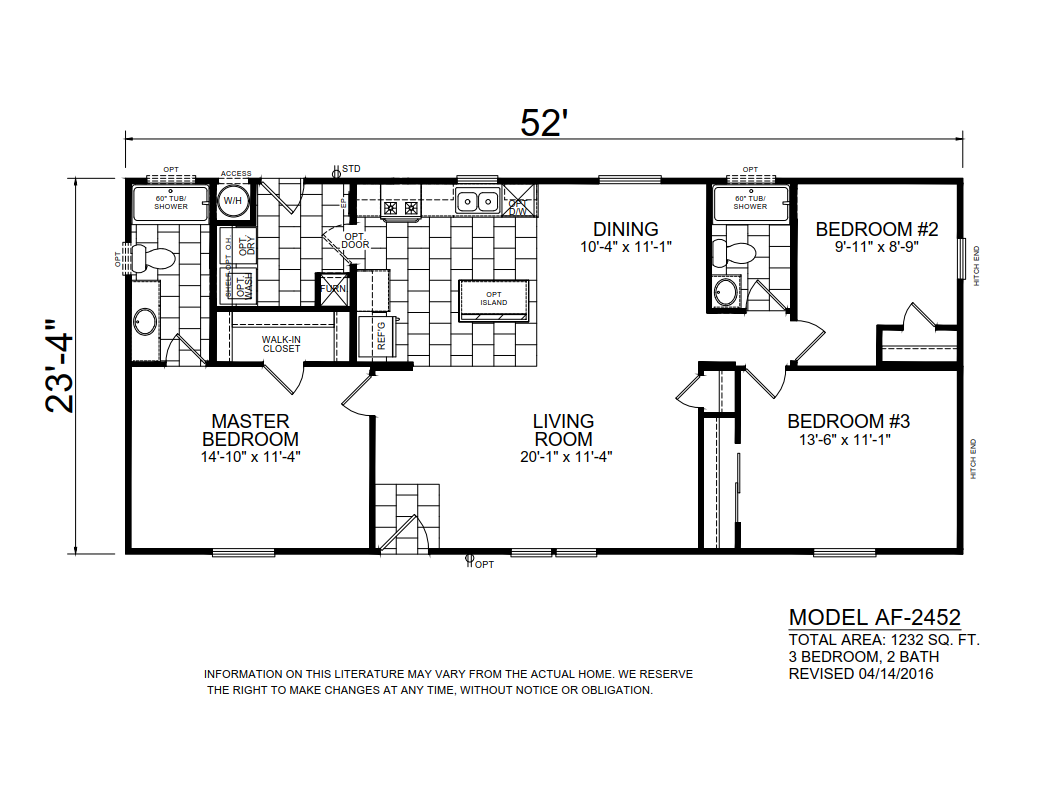 52'
STD
OPT
ACCESS
OPT
60" TUB/
SHOWER
W/H
EP
OPT
D/W
60" TUB/
SHOWER
DINING
10'-4" x 11'-1"
BEDROOM #2
9'-11" x 8'-9"
OPT.
DOOR
O.H.
SHELF OPT
OPT.
DRY
OPT.
WASH
OPT
HITCH END
FURN
OPT
ISLAND
REF'G
WALK-IN
CLOSET
23'-4"
MASTER
BEDROOM
14'-10" x 11'-4"
LIVING
ROOM
20'-1" x 11'-4"
BEDROOM #3
13'-6" x 11'-1"
HITCH END
OPT
MODEL AF-2452
TOTAL AREA: 1232 SQ. FT.
3 BEDROOM, 2 BATH
REVISED 04/14/2016
INFORMATION ON THIS LITERATURE MAY VARY FROM THE ACTUAL HOME. WE RESERVE
THE RIGHT TO MAKE CHANGES AT ANY TIME, WITHOUT NOTICE OR OBLIGATION.